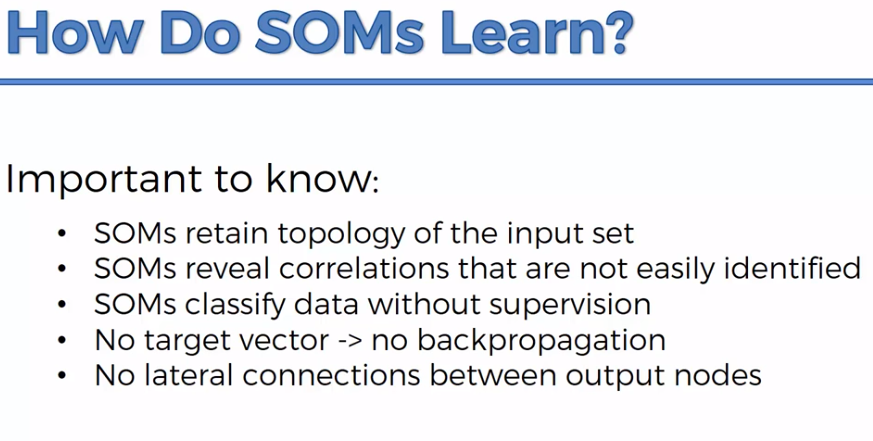 How Do SOMs Learn?
Important to know:
• SOMs retain topology of the input set
• SOMs reveal correlations that are not easily identified
• SOMs classify data without supervision
• No target vector -> no backpropagation
• No lateral connections between output nodes